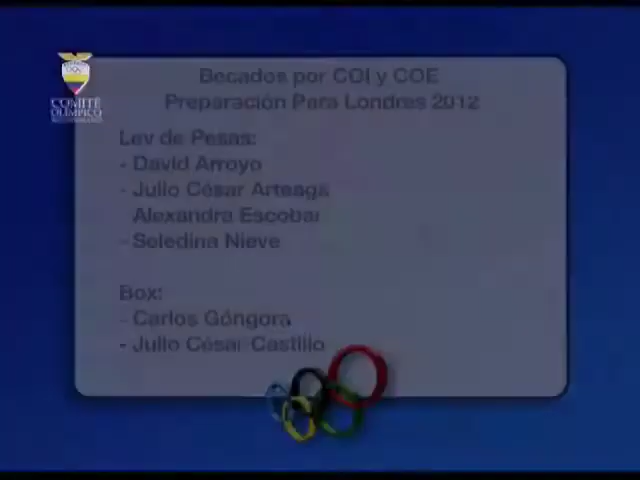 COMITÉ
OLÍMPICO
Becados por COI y COE
Preparación Para Londres 2012
Lev de Pesas:
- David Arroyo
- Julio César Arteaga
Alexandra Escobar
- Seledina Nieve
Box:
- Carlos Góngora
- Julio César Castillo